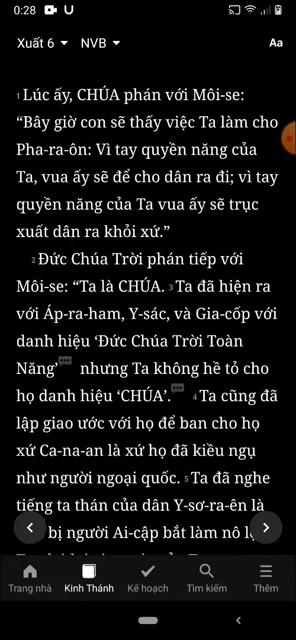 0:28
Xuất 6 NVB Aa
1 Lúc ấy, CHÚA phán với Môi-se:
“Bây giờ con sẽ thấy việc Ta làm cho
Pha-ra-ôn: Vì tay quyền năng của
Ta, vua ấy sẽ để cho dân ra đi; vì tay
quyền năng của Ta vua ấy sẽ trục
xuất dân ra khỏi xứ.”
2 Đức Chúa Trời phán tiếp với
Môi-se: “Ta là CHÚA. 3 Ta đã hiện ra
với Áp-ra-ham, Y-sác, và Gia-cốp với
danh hiệu ‘Đức Chúa Trời Toàn
Năng’ nhưng Ta không hề tỏ cho
họ danh hiệu ‘CHÚA’. 4 Ta cũng đã
lập giao ước với họ để ban cho họ
xứ Ca-na-an là xứ họ đã kiều ngụ
như người ngoại quốc. 5 Ta đã nghe
tiếng ta thán của dân Y-sơ-ra-ên là
bị người Ai-cập bắt làm nô
Trang nhà Kinh Thánh Kế hoạch Tìm kiếm Thêm